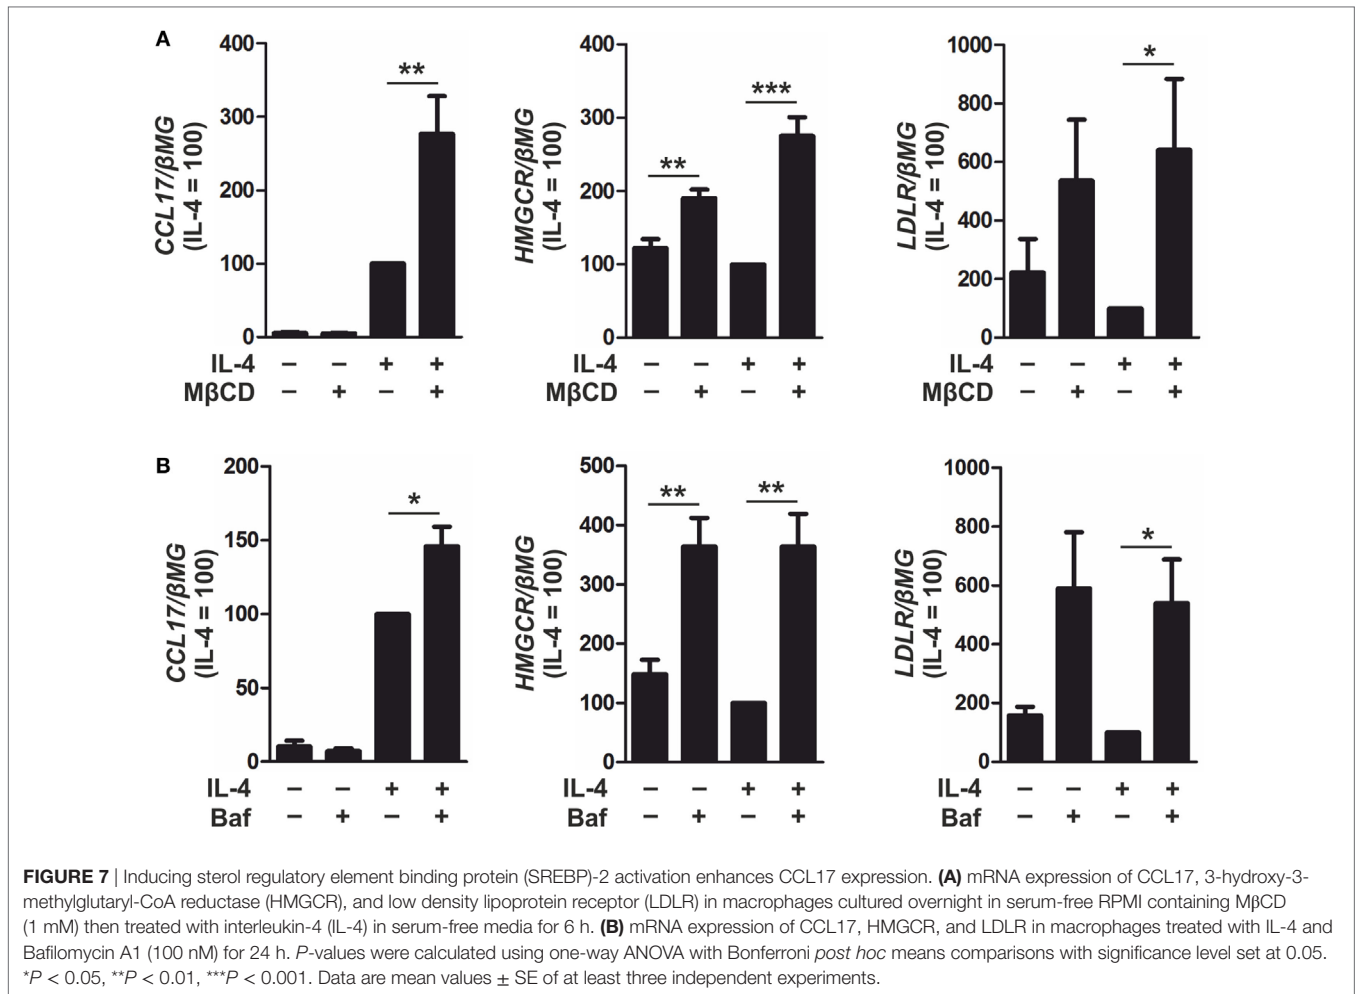 A
CCL17/βMG
(IL-4 = 100)
400
300
200
100
0
**
IL-4 – – + +
MβCD – + – +
HMGCR/βMG
(IL-4 = 100)
400
300
200
100
0
**
***
IL-4 – – + +
MβCD – + – +
LDLR/βMG
(IL-4 = 100)
1000
800
600
400
200
0
*
IL-4 – – + +
MβCD – + – +
B
CCL17/βMG
(IL-4 = 100)
200
150
100
50
0
*
IL-4 – – + +
Baf – + – +
HMGCR/βMG
(IL-4 = 100)
500
400
300
200
100
0
**
**
IL-4 – – + +
Baf – + – +
LDLR/βMG
(IL-4 = 100)
1000
800
600
400
200
0
*
IL-4 – – + +
Baf – + – +
FIGURE 7 | Inducing sterol regulatory element binding protein (SREBP)-2 activation enhances CCL17 expression. (A) mRNA expression of CCL17, 3-hydroxy-3-
methylglutaryl-CoA reductase (HMGCR), and low density lipoprotein receptor (LDLR) in macrophages cultured overnight in serum-free RPMI containing MβCD
(1 mM) then treated with interleukin-4 (IL-4) in serum-free media for 6 h. (B) mRNA expression of CCL17, HMGCR, and LDLR in macrophages treated with IL-4 and
Bafilomycin A1 (100 nM) for 24 h. P-values were calculated using one-way ANOVA with Bonferroni post hoc means comparisons with significance level set at 0.05.
*P < 0.05, **P < 0.01, ***P < 0.001. Data are mean values ± SE of at least three independent experiments.